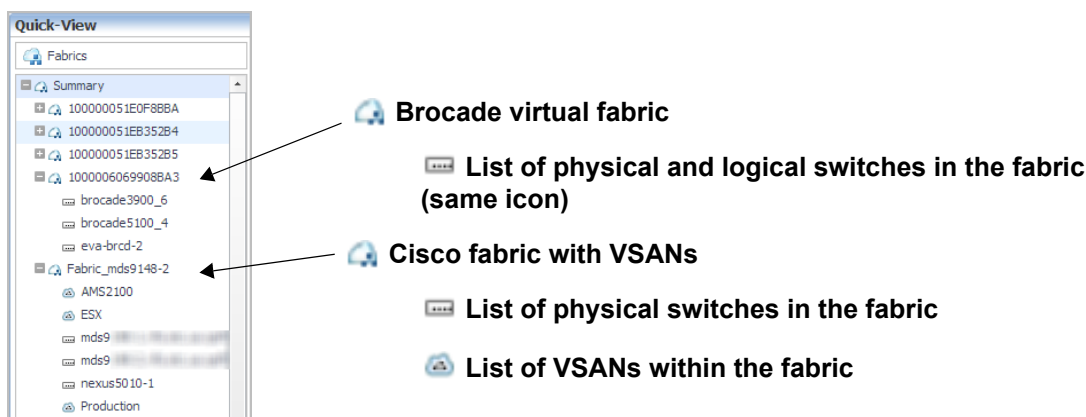 Quick-View
Fabrics
Summary
100000051E0F8BBA
100000051EB352B4
100000051EB352B5
1000006069908BA3
brocade3900_6
brocade5100_4
eva-brcd-2
Fabric_mds9148-2
AMS2100
ESX
mds9
mds9
nexus5010-1
Production
Brocade virtual fabric
List of physical and logical switches in the fabric
(same icon)
Cisco fabric with VSANs
List of physical switches in the fabric
List of VSANs within the fabric